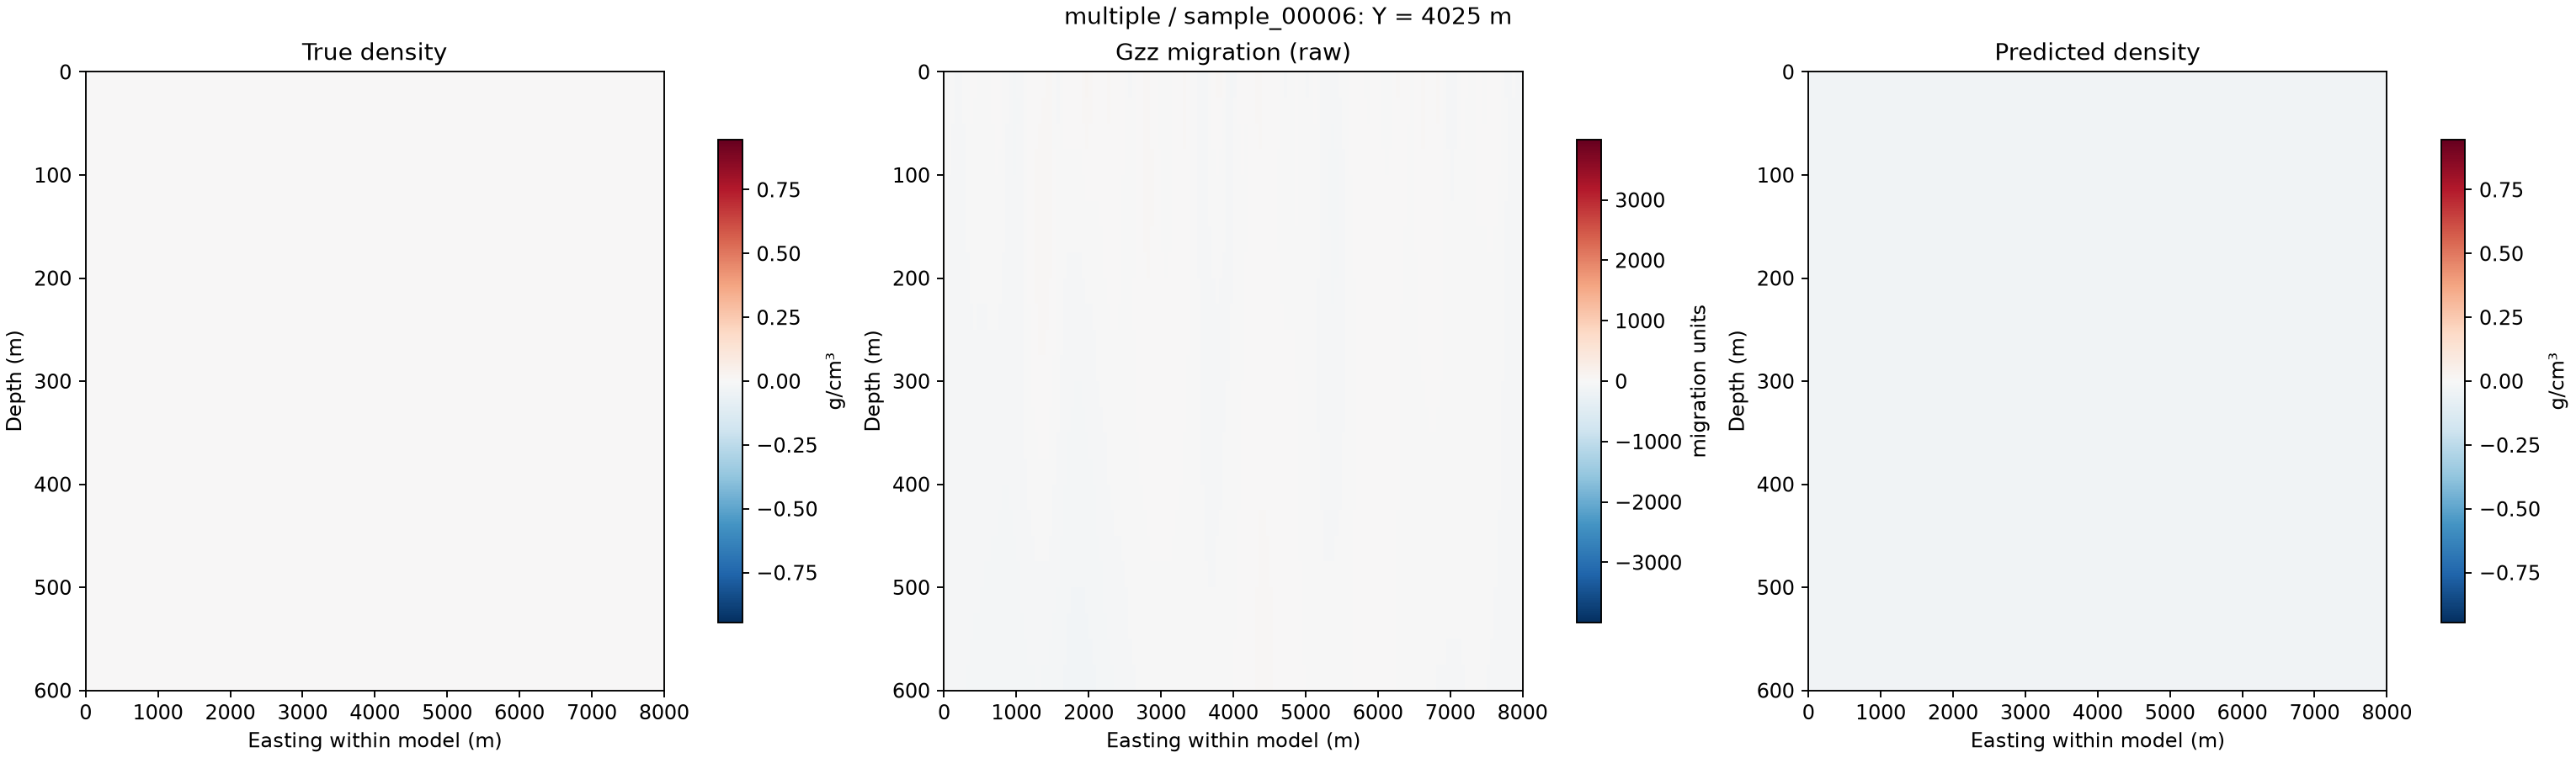 multiple / sample_00006: Y = 4025 m
True density
0
100
200
300
400
500
600
Depth (m)
0 1000 2000 3000 4000 5000 6000 7000 8000
Easting within model (m)
0.75
0.50
0.25
0.00
−0.25
−0.50
−0.75
g/cm³
Gzz migration (raw)
0
100
200
300
400
500
600
Depth (m)
0 1000 2000 3000 4000 5000 6000 7000 8000
Easting within model (m)
3000
2000
1000
0
−1000
−2000
−3000
migration units
Predicted density
0
100
200
300
400
500
600
Depth (m)
0 1000 2000 3000 4000 5000 6000 7000 8000
Easting within model (m)
0.75
0.50
0.25
0.00
−0.25
−0.50
−0.75
g/cm³